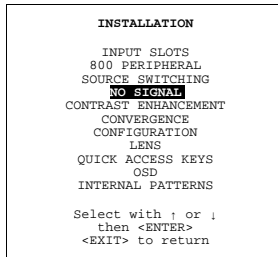 INSTALLATION
INPUT SLOTS
800 PERIPHERAL
SOURCE SWITCHING
NO SIGNAL
CONTRAST ENHANCEMENT
CONVERGENCE
CONFIGURATION
LENS
QUICK ACCESS KEYS
OSD
INTERNAL PATTERNS
Select with ↑ or ↓
then <ENTER>
<EXIT> to return